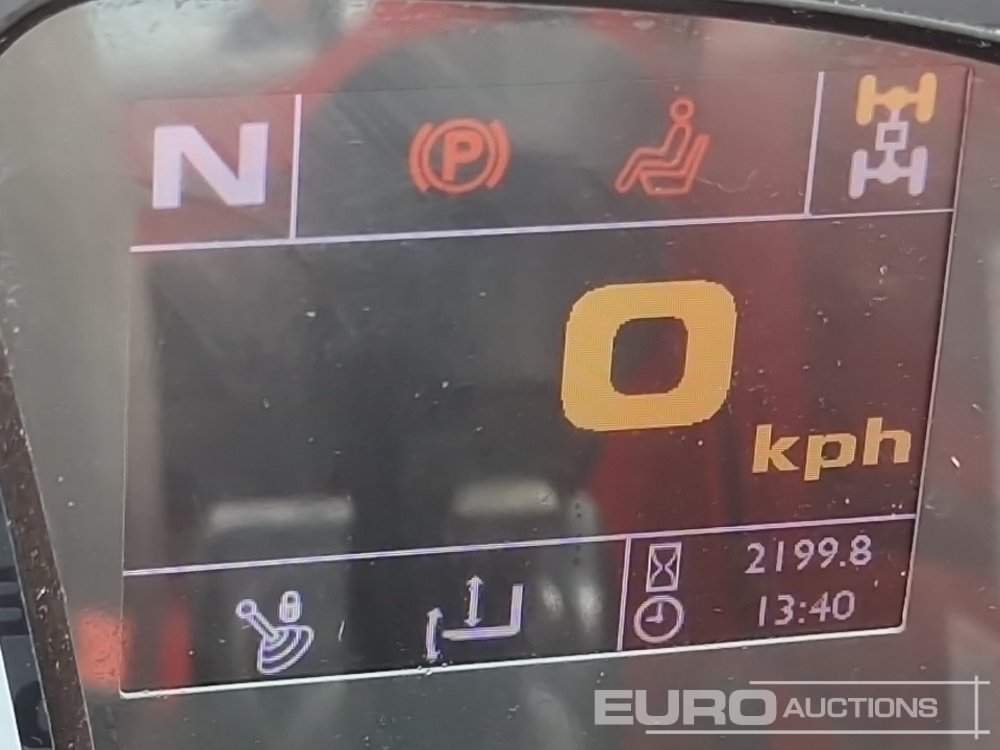 N
P
0
kph
2199.8
13:40
EURO AUCTIONS